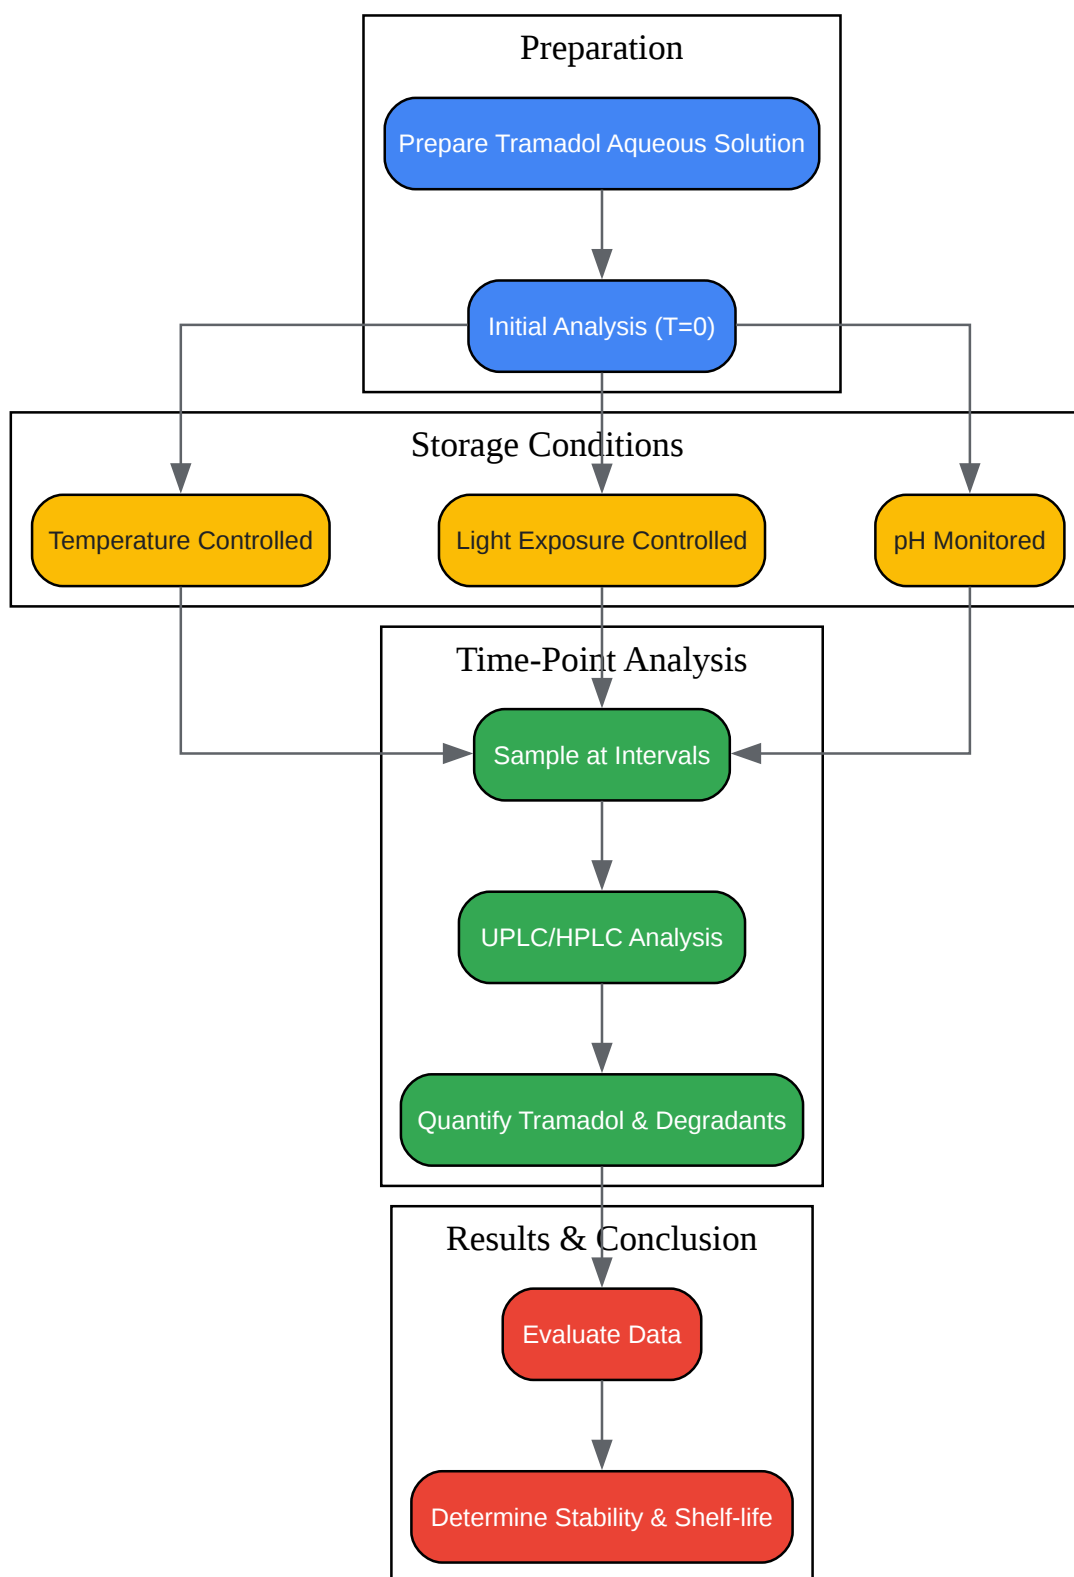 Preparation
Prepare Tramadol Aqueous Solution
Initial Analysis (T=0)
Storage Conditions
Temperature Controlled
Light Exposure Controlled
pH Monitored
Time-Point Analysis
Sample at Intervals
UPLC/HPLC Analysis
Quantify Tramadol & Degradants
Results & Conclusion
Evaluate Data
Determine Stability & Shelf-life